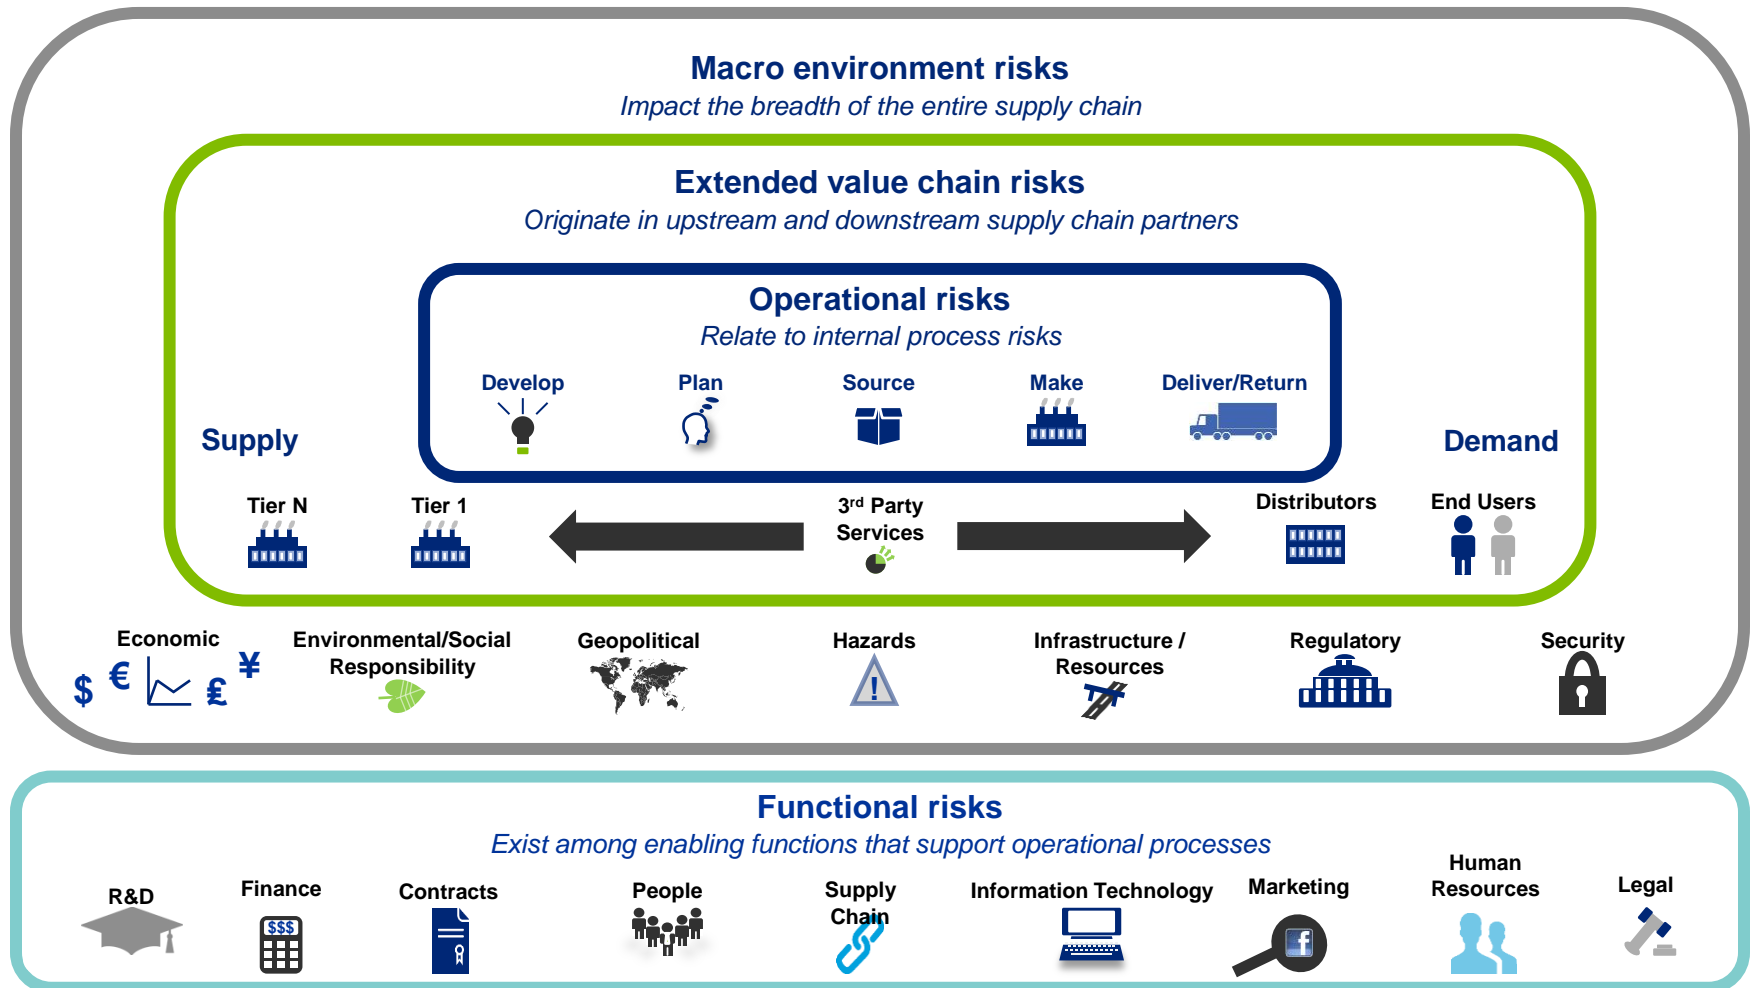 Macro environment risks
Impact the breadth of the entire supply chain
Extended value chain risks
Originate in upstream and downstream supply chain partners
Operational risks
Relate to internal process risks
Develop
Plan
Source
Make
Deliver/Return
Supply
Demand
Tier N
Tier 1
3rd Party
Services
Distributors
End Users
Economic
$ € £ ¥
Environmental/Social
Responsibility
Geopolitical
Hazards
!
Infrastructure /
Resources
Regulatory
Security
Functional risks
Exist among enabling functions that support operational processes
R&D
Finance
$$$
Contracts
People
Supply
Chain
Information Technology
Marketing
f
Human
Resources
Legal